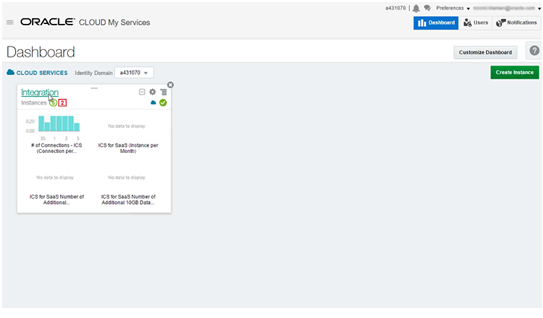 a431070 Preferences
ORACLE CLOUD My Services
Dashboard Users Notifications
Dashboard
Customize Dashboard
?
CLOUD SERVICES Identity Domain a431070
Create Instance
Integration
Instances 2
0.25
0.00
# of Connections - ICS
(Connection per...
No data to display
ICS for SaaS (Instance per
Month)
No data to display
ICS for SaaS Number of
Additional...
No data to display
ICS for SaaS Number of
Additional 10GB Data...